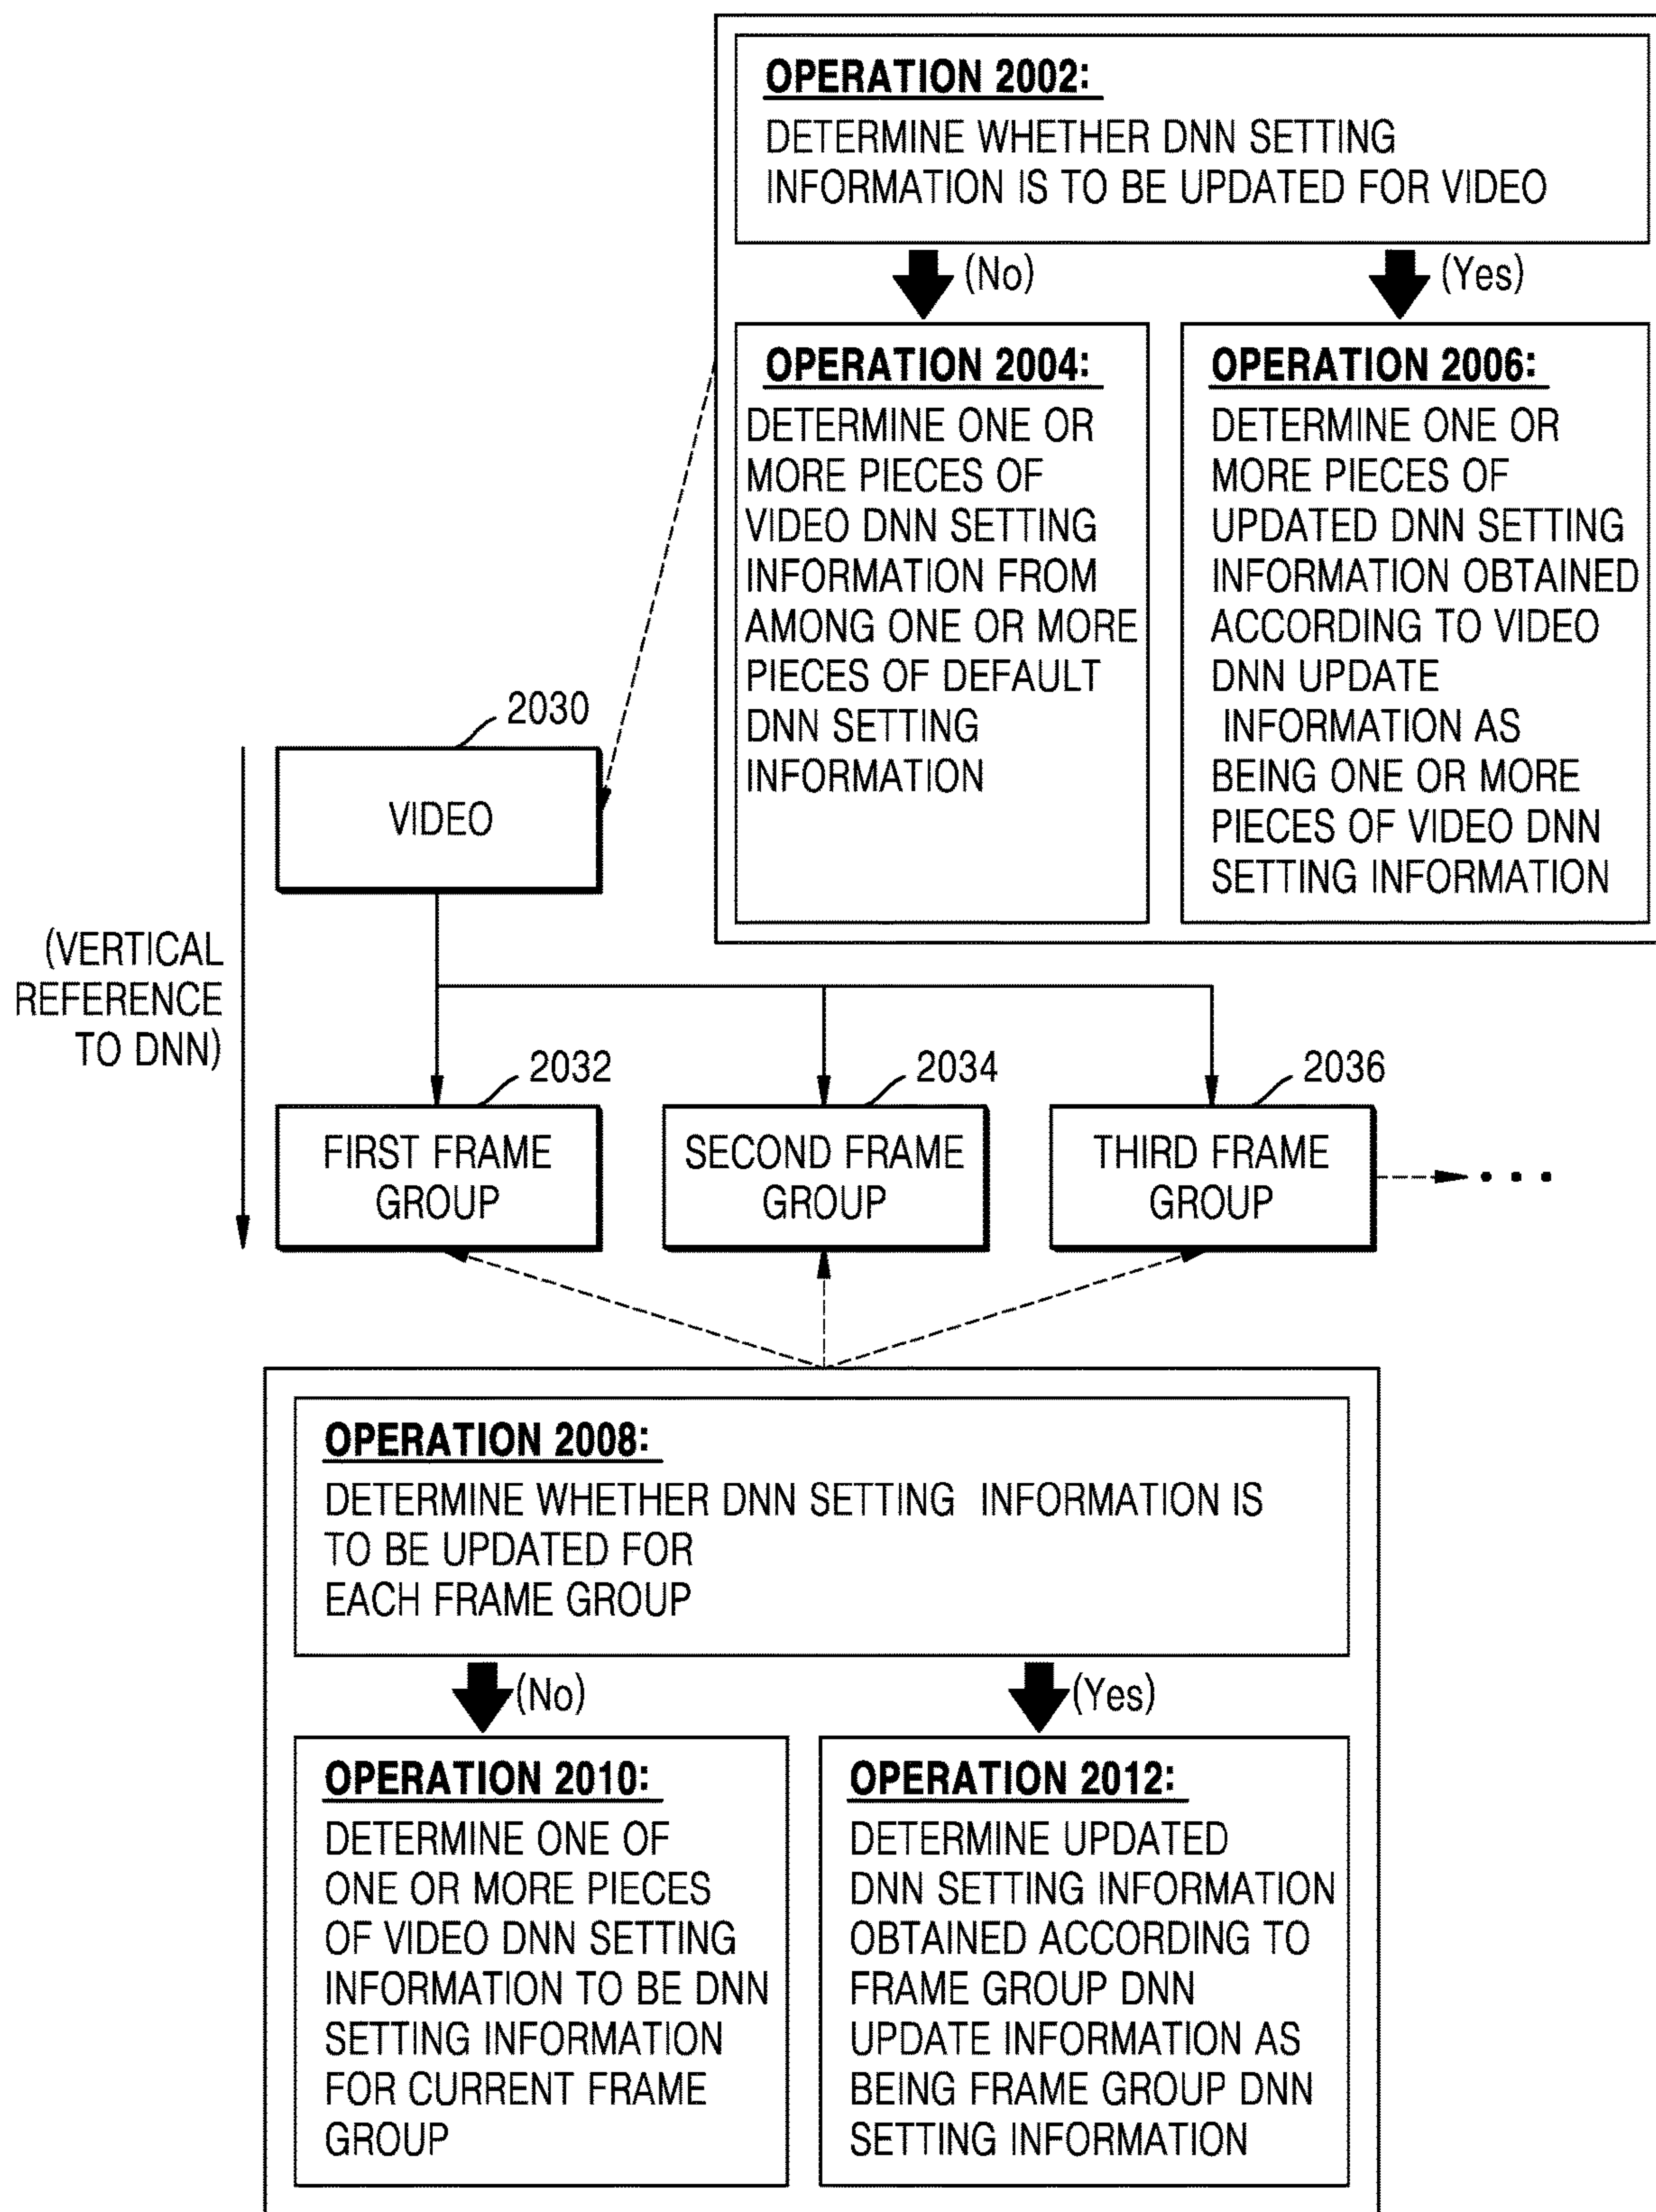 OPERATION 2002:
DETERMINE WHETHER DNN SETTING
INFORMATION IS TO BE UPDATED FOR VIDEO
(No)
(Yes)
OPERATION 2004:
DETERMINE ONE OR
MORE PIECES OF
VIDEO DNN SETTING
INFORMATION FROM
AMONG ONE OR MORE
PIECES OF DEFAULT
DNN SETTING
INFORMATION
OPERATION 2006:
DETERMINE ONE OR
MORE PIECES OF
UPDATED DNN SETTING
INFORMATION OBTAINED
ACCORDING TO VIDEO
DNN UPDATE
INFORMATION AS
BEING ONE OR MORE
PIECES OF VIDEO DNN
SETTING INFORMATION
2030
VIDEO
(VERTICAL
REFERENCE
TO DNN)
2032
FIRST FRAME
GROUP
2034
SECOND FRAME
GROUP
2036
THIRD FRAME
GROUP
• • •
OPERATION 2008:
DETERMINE WHETHER DNN SETTING INFORMATION IS
TO BE UPDATED FOR
EACH FRAME GROUP
(No)
(Yes)
OPERATION 2010:
DETERMINE ONE OF
ONE OR MORE PIECES
OF VIDEO DNN SETTING
INFORMATION TO BE DNN
SETTING INFORMATION
FOR CURRENT FRAME
GROUP
OPERATION 2012:
DETERMINE UPDATED
DNN SETTING INFORMATION
OBTAINED ACCORDING TO
FRAME GROUP DNN
UPDATE INFORMATION AS
BEING FRAME GROUP DNN
SETTING INFORMATION